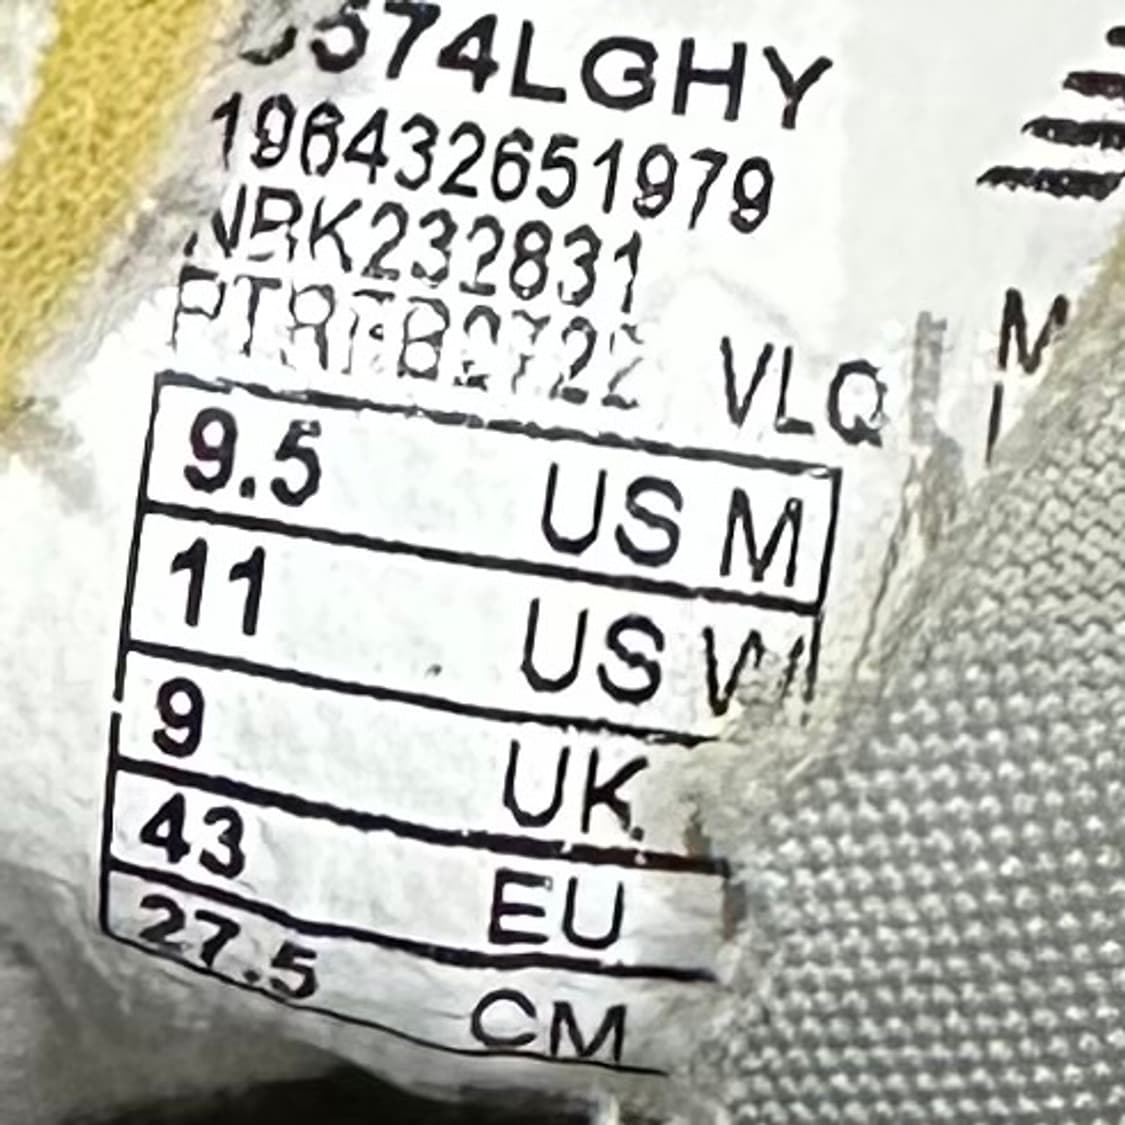 574LGHY
196432651979
NBK232831
VLQ M
9.5 US M
11 US W
9 UK
43 EU
27.5 CM